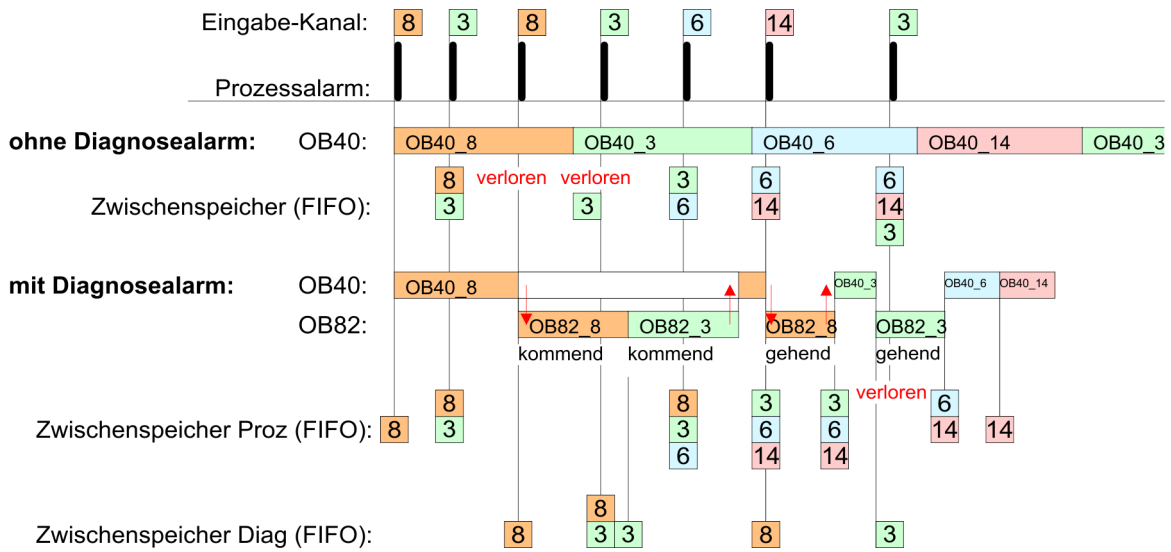 Eingabe-Kanal: 8 3 8 3 6 14 3
Prozessalarm:
ohne Diagnosealarm: OB40: OB40_8 OB40_3 OB40_6 OB40_14 OB40_3
8 verloren verloren 3 6 6
Zwischenspeicher (FIFO): 3 3 6 14 14
3
mit Diagnosealarm: OB40: OB40_8 OB40_3 OB40_6 OB40_14
OB82: OB82_8 OB82_3 OB82_8 OB82_3
kommend kommend gehend gehend
verloren
8 8 3 3 6
Zwischenspeicher Proz (FIFO): 8 3 3 6 6 14 14
6 14 14
8
Zwischenspeicher Diag (FIFO): 8 3 3 8 3